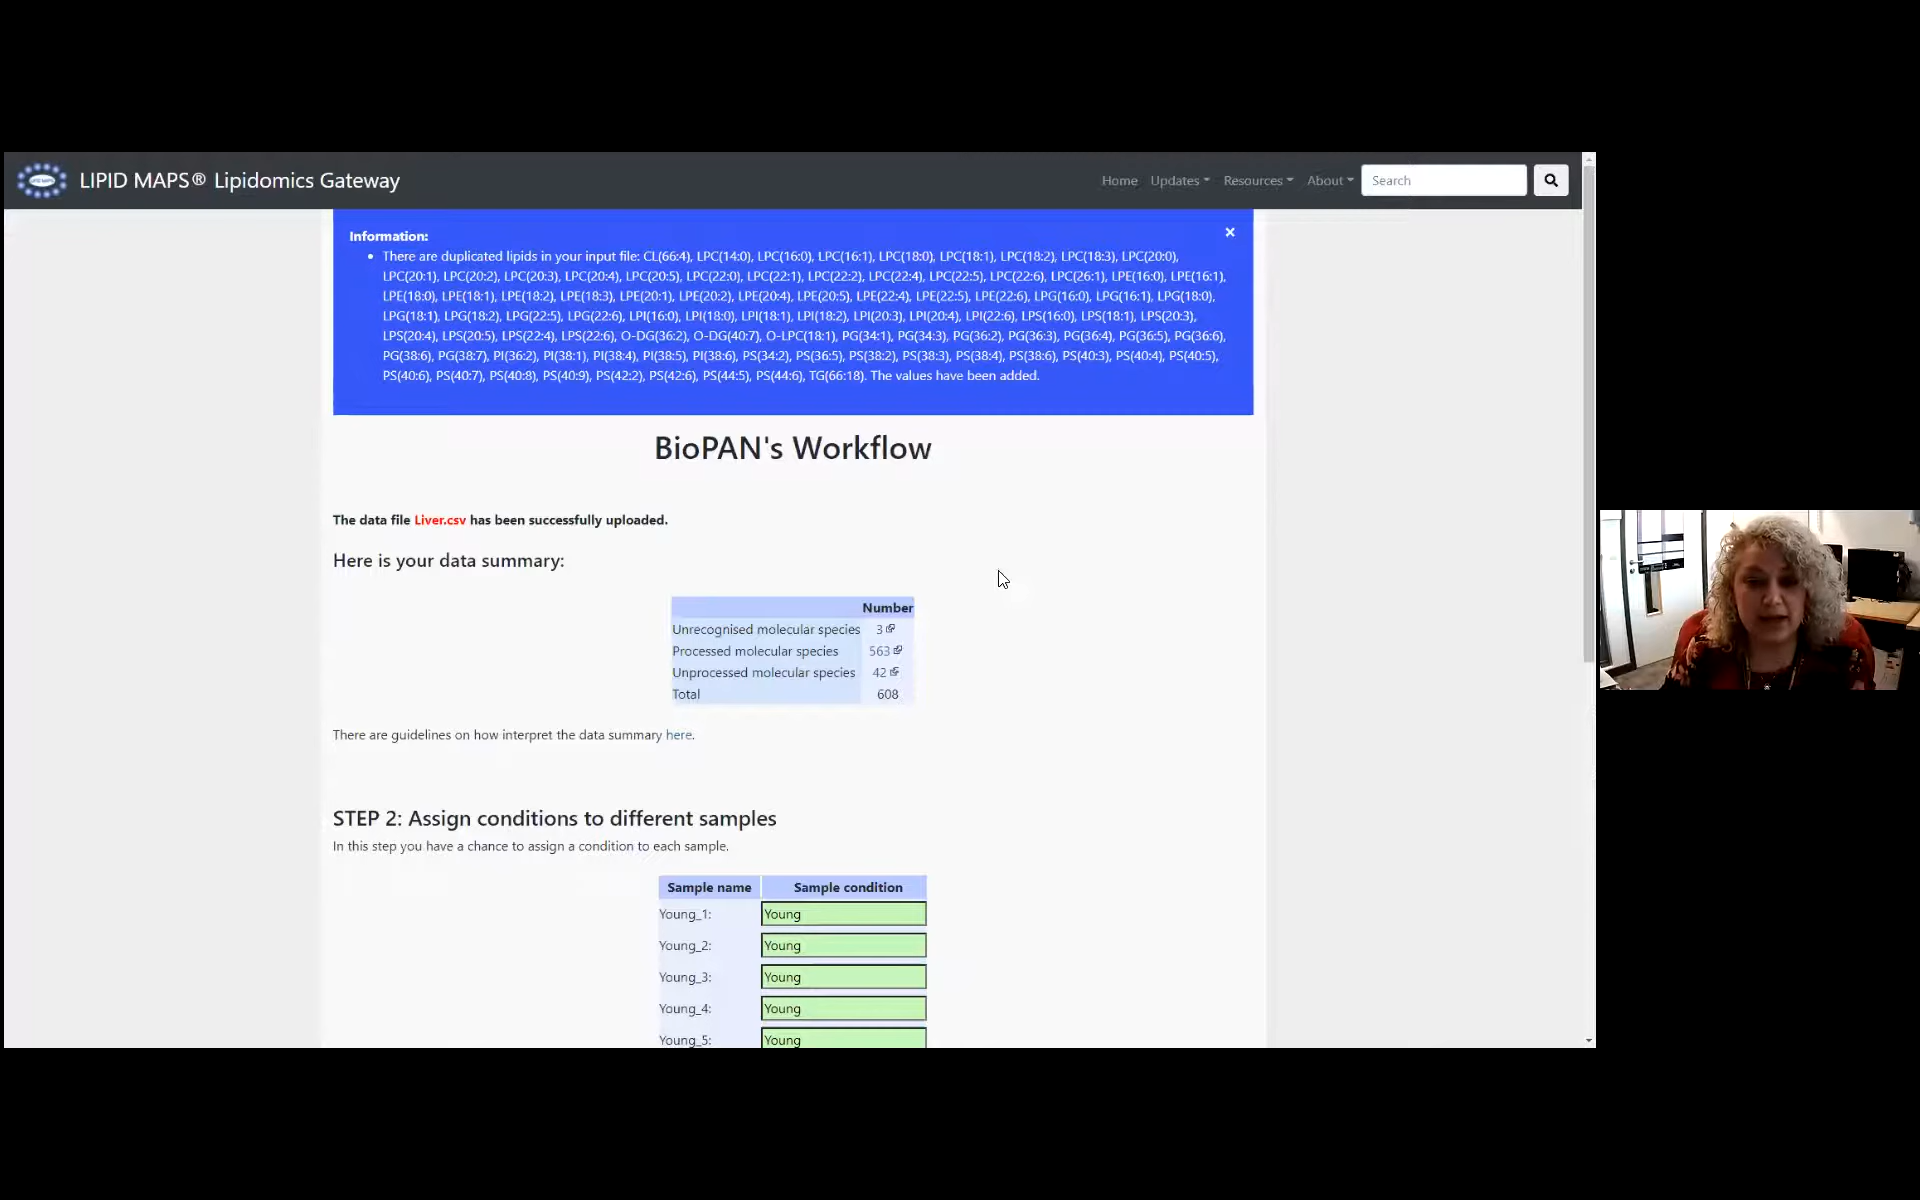 LIPID MAPS® Lipidomics Gateway
Home Updates Resources About Search
Information:
There are duplicated lipids in your input file: CL(66:4), LPC(14:0), LPC(16:0), LPC(16:1), LPC(18:0), LPC(18:1), LPC(18:2), LPC(18:3), LPC(20:0),
LPC(20:1), LPC(20:2), LPC(20:3), LPC(20:4), LPC(20:5), LPC(22:0), LPC(22:1), LPC(22:2), LPC(22:4), LPC(22:5), LPC(22:6), LPC(26:1), LPE(16:0), LPE(16:1),
LPE(18:0), LPE(18:1), LPE(18:2), LPE(18:3), LPE(20:1), LPE(20:2), LPE(20:4), LPE(20:5), LPE(22:4), LPE(22:5), LPE(22:6), LPG(16:0), LPG(16:1), LPG(18:0),
LPG(18:1), LPG(18:2), LPG(22:5), LPG(22:6), LPI(16:0), LPI(18:0), LPI(18:1), LPI(18:2), LPI(20:3), LPI(20:4), LPI(22:6), LPS(16:0), LPS(18:1), LPS(20:3),
LPS(20:4), LPS(20:5), LPS(22:4), LPS(22:6), O-DG(36:2), O-DG(40:7), O-LPC(18:1), PG(34:1), PG(34:3), PG(36:2), PG(36:3), PG(36:4), PG(36:5), PG(36:6),
PG(38:6), PG(38:7), PI(36:2), PI(38:1), PI(38:4), PI(38:5), PI(38:6), PS(34:2), PS(36:5), PS(38:2), PS(38:3), PS(38:4), PS(38:6), PS(40:3), PS(40:4), PS(40:5),
PS(40:6), PS(40:7), PS(40:8), PS(40:9), PS(42:2), PS(42:6), PS(44:5), PS(44:6), TG(66:18). The values have been added.
BioPAN's Workflow
The data file Liver.csv has been successfully uploaded.
Here is your data summary:
Number
Unrecognised molecular species 3
Processed molecular species 563
Unprocessed molecular species 42
Total 608
There are guidelines on how interpret the data summary here.
STEP 2: Assign conditions to different samples
In this step you have a chance to assign a condition to each sample.
Sample name Sample condition
Young_1: Young
Young_2: Young
Young_3: Young
Young_4: Young
Young_5: Young